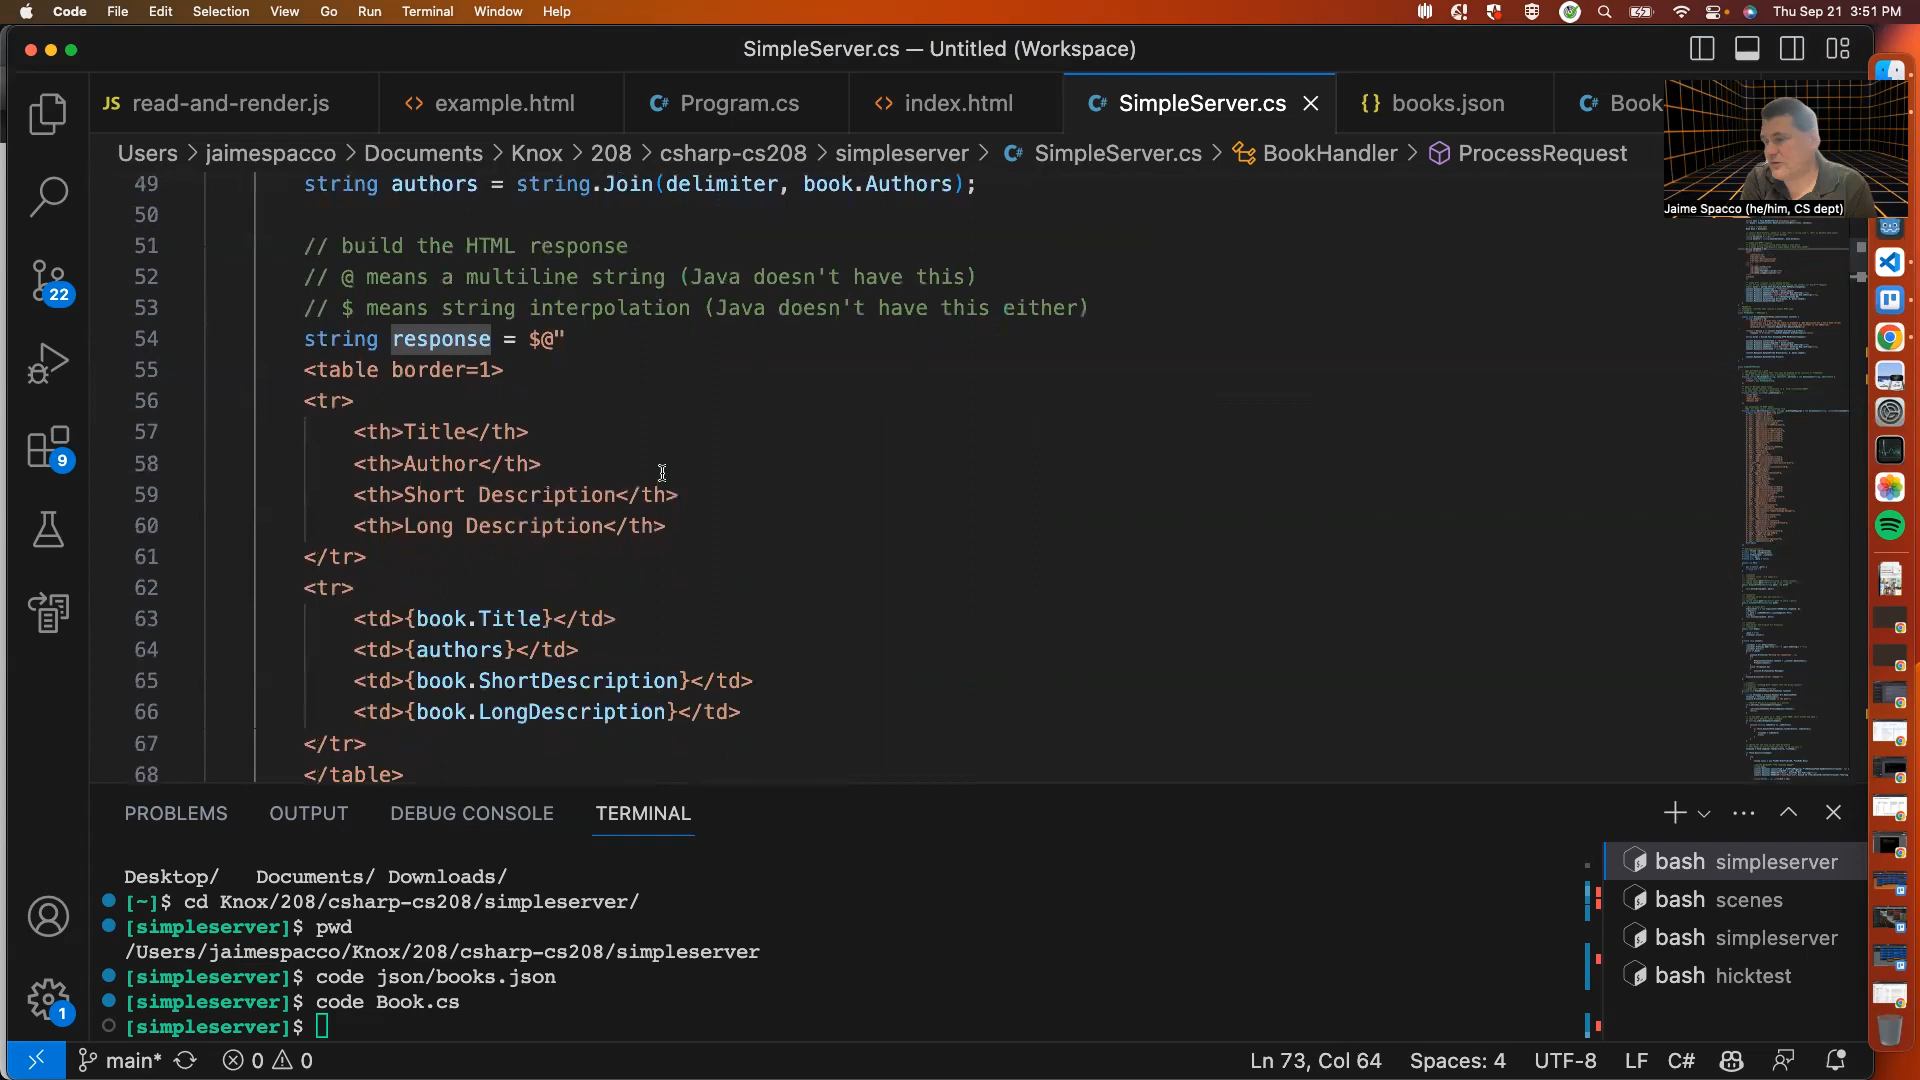 Code File Edit Selection View Go Run Terminal Window Help Thu Sep 21 3:51 PM
SimpleServer.cs — Untitled (Workspace)
JS read-and-render.js <> example.html C# Program.cs <> index.html C# SimpleServer.cs {} books.json C# Book
Users > jaimespacco > Documents > Knox > 208 > csharp-cs208 > simpleserver > C# SimpleServer.cs > BookHandler > ProcessRequest
Jaime Spacco (he/him, CS dept)
49 string authors = string.Join(delimiter, book.Authors);
50
51 // build the HTML response
52 // @ means a multiline string (Java doesn't have this)
53 // $ means string interpolation (Java doesn't have this either)
54 string response = $@"
55 <table border=1>
56 <tr>
57 <th>Title</th>
58 <th>Author</th>
59 <th>Short Description</th>
60 <th>Long Description</th>
61 </tr>
62 <tr>
63 <td>{book.Title}</td>
64 <td>{authors}</td>
65 <td>{book.ShortDescription}</td>
66 <td>{book.LongDescription}</td>
67 </tr>
68 </table>
22
9
1
PROBLEMS OUTPUT DEBUG CONSOLE TERMINAL
Desktop/ Documents/ Downloads/
[~]$ cd Knox/208/csharp-cs208/simpleserver/
[simpleserver]$ pwd
/Users/jaimespacco/Knox/208/csharp-cs208/simpleserver
[simpleserver]$ code json/books.json
[simpleserver]$ code Book.cs
[simpleserver]$
bash simpleserver
bash scenes
bash simpleserver
bash hicktest
main* 0 0 Ln 73, Col 64 Spaces: 4 UTF-8 LF C#